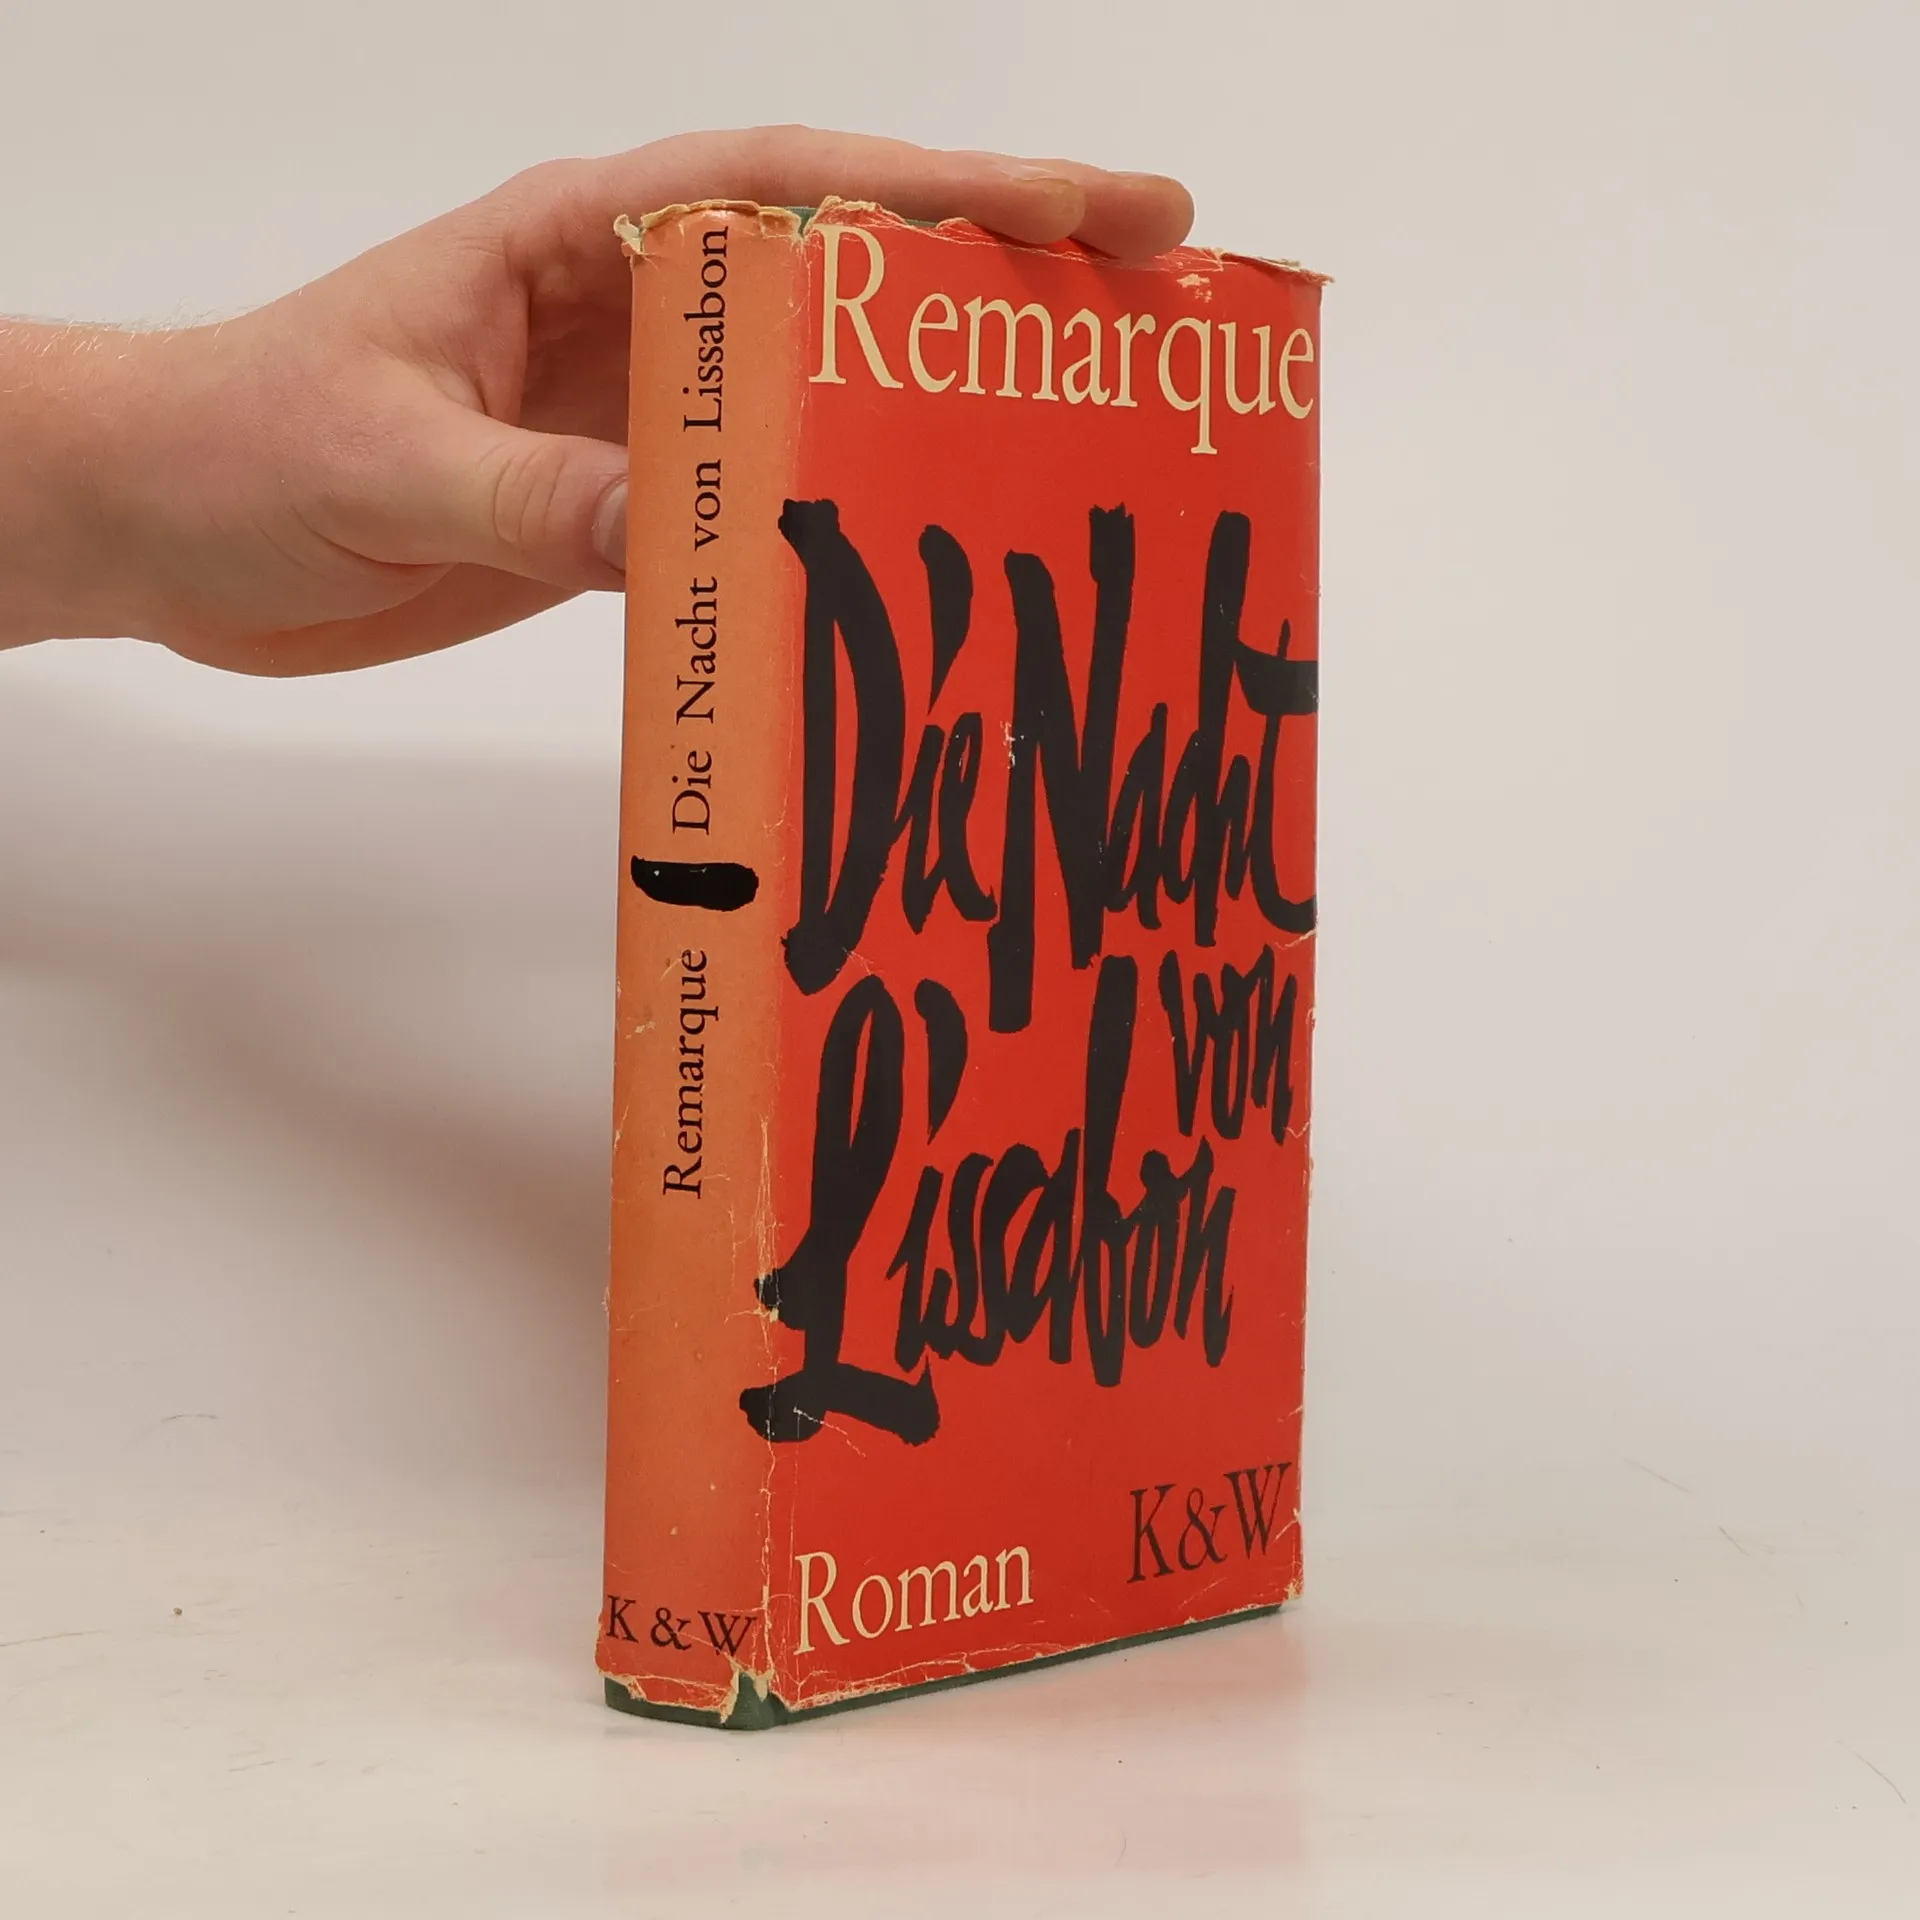 Remarque
Die Nacht
von
Lissabon
Roman
K&W
Remarque Die Nacht von Lissabon
K & W